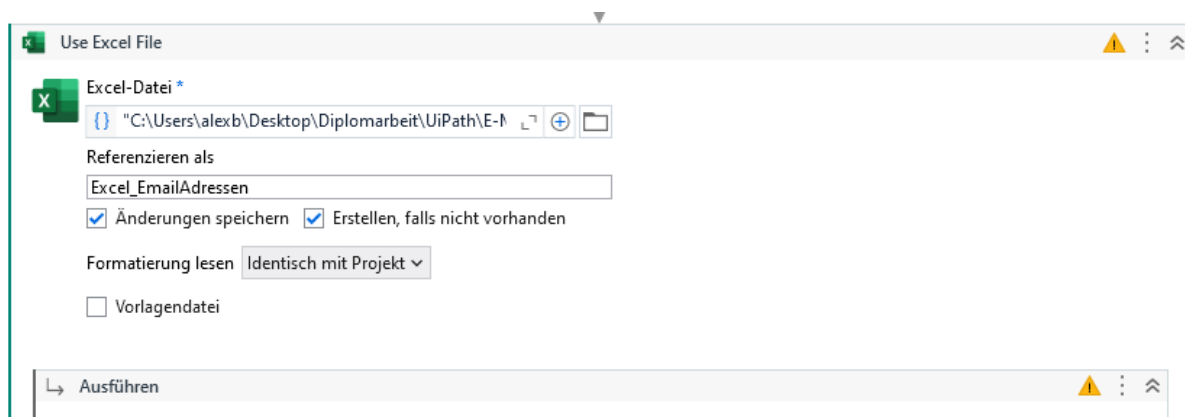 Use Excel File
Excel-Datei *
"C:\Users\alexb\Desktop\Diplomarbeit\UiPath\E-
Referenzieren als
Excel_EmailAdressen
Änderungen speichern Erstellen, falls nicht vorhanden
Formatierung lesen Identisch mit Projekt
Vorlagendatei
Ausführen